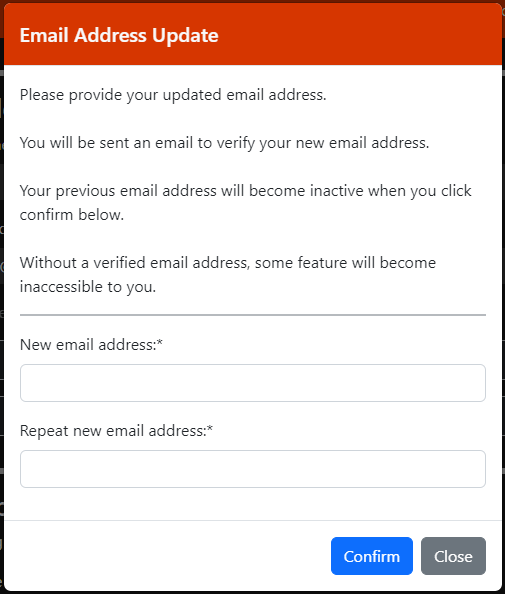 Email Address Update
Please provide your updated email address.
You will be sent an email to verify your new email address.
Your previous email address will become inactive when you click
confirm below.
Without a verified email address, some feature will become
inaccessible to you.
New email address:*
Repeat new email address:*
Confirm
Close